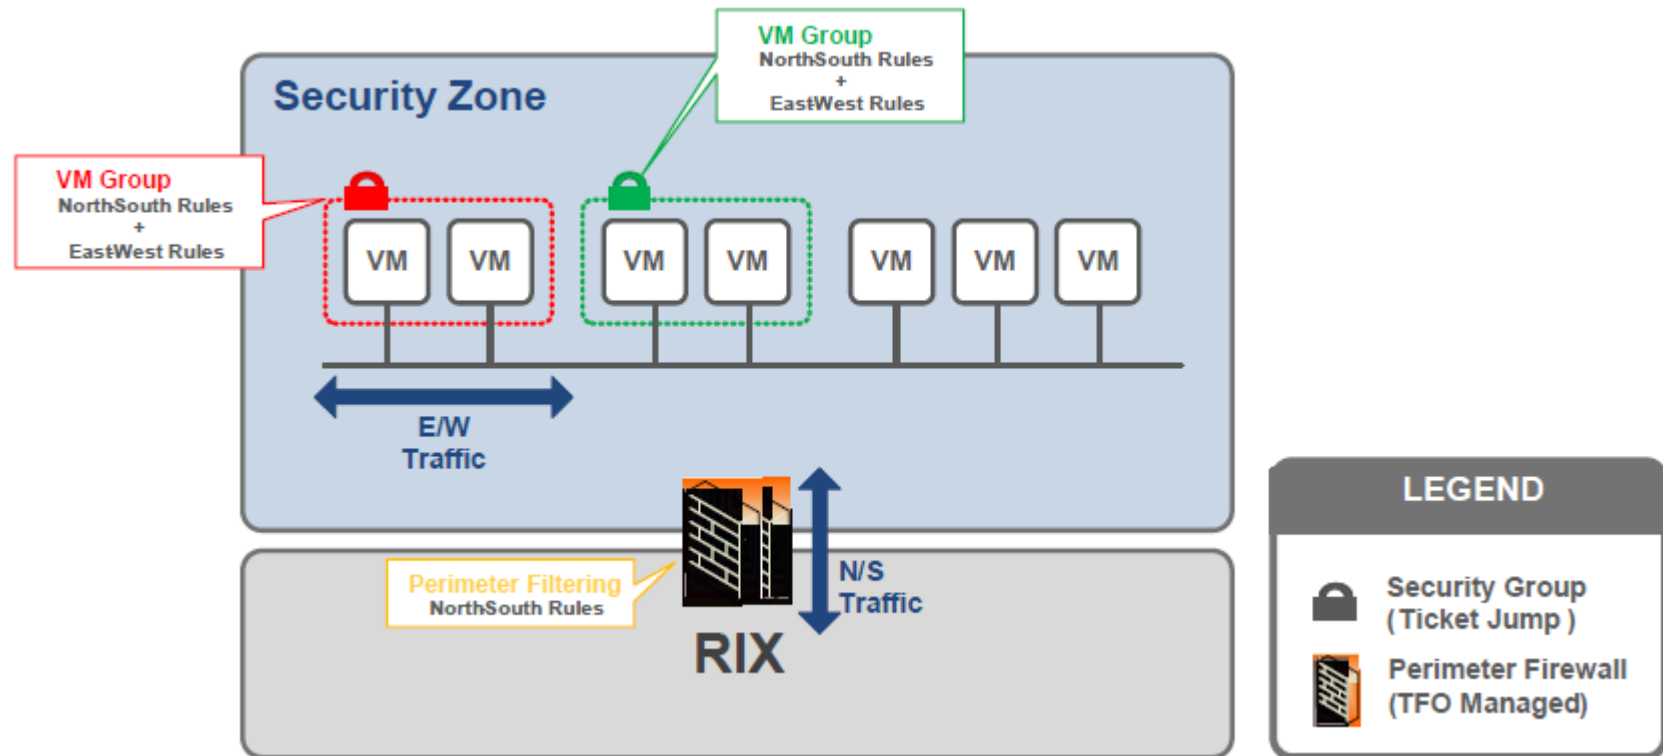 VM Group
NorthSouth Rules
+
EastWest Rules
Security Zone
VM Group
NorthSouth Rules
+
EastWest Rules
VM
VM
VM
VM
VM
VM
VM
E/W
Traffic
Perimeter Filtering
NorthSouth Rules
N/S
Traffic
RIX
LEGEND
Security Group
( Ticket Jump )
Perimeter Firewall
(TFO Managed)